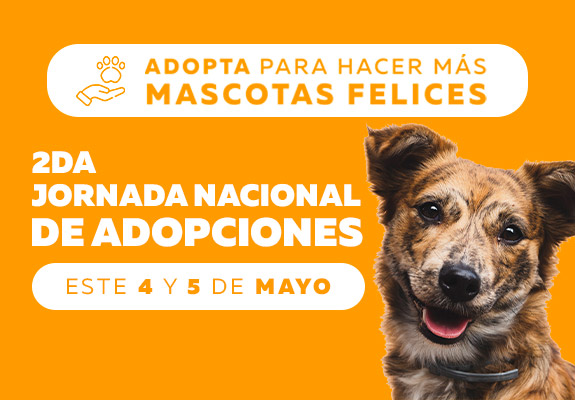 ADOPTA PARA HACER MÁS
MASCOTAS FELICES
2DA
JORNADA NACIONAL
DE ADOPCIONES
ESTE 4 Y 5 DE MAYO